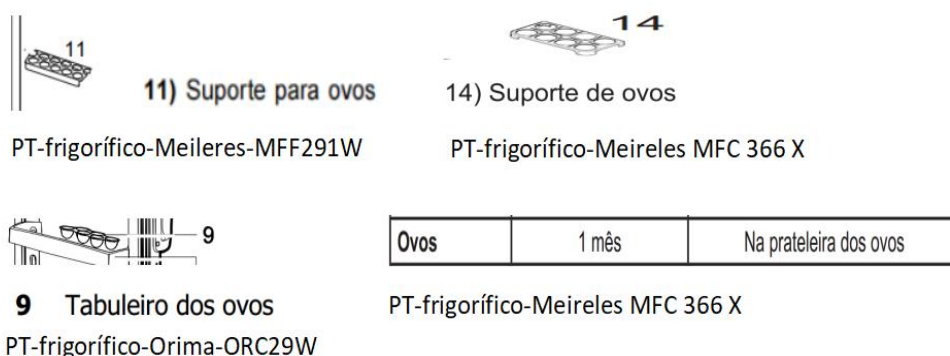 11
11) Suporte para ovos
PT-frigorífico-Meileres-MFF291W
14
14) Suporte de ovos
PT-frigorífico-Meireles MFC 366 X
9
9 Tabuleiro dos ovos
PT-frigorífico-Orima-ORC29W
Ovos 1 mês Na prateleira dos ovos
PT-frigorífico-Meireles MFC 366 X